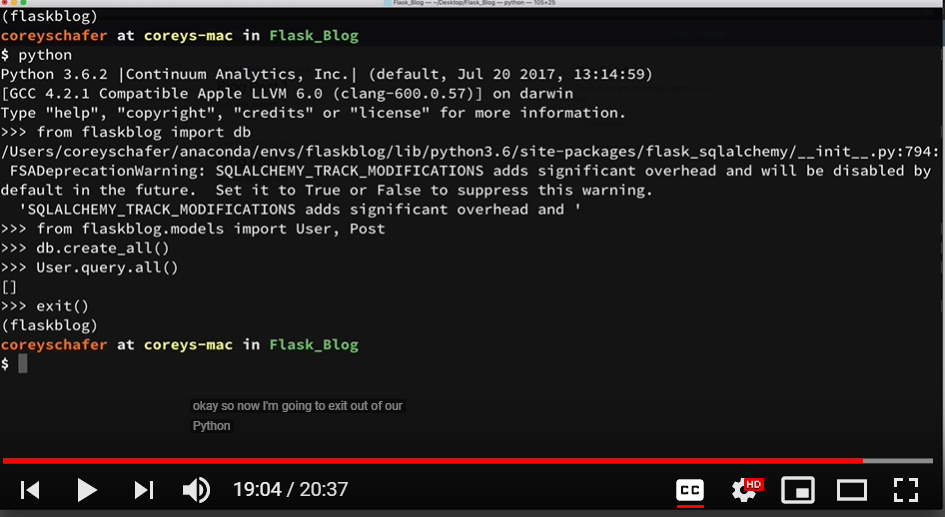 Flask_Blog — ~/Desktop/Flask_Blog — python — 105×25
(flaskblog)
coreyschafer at coreys-mac in Flask_Blog
$ python
Python 3.6.2 |Continuum Analytics, Inc.| (default, Jul 20 2017, 13:14:59)
[GCC 4.2.1 Compatible Apple LLVM 6.0 (clang-600.0.57)] on darwin
Type "help", "copyright", "credits" or "license" for more information.
>>> from flaskblog import db
/Users/coreyschafer/anaconda/envs/flaskblog/lib/python3.6/site-packages/flask_sqlalchemy/__init__.py:794:
 FSADeprecationWarning: SQLALCHEMY_TRACK_MODIFICATIONS adds significant overhead and will be disabled by
default in the future.  Set it to True or False to suppress this warning.
  'SQLALCHEMY_TRACK_MODIFICATIONS adds significant overhead and '
>>> from flaskblog.models import User, Post
>>> db.create_all()
>>> User.query.all()
[]
>>> exit()
(flaskblog)
coreyschafer at coreys-mac in Flask_Blog
$
okay so now I'm going to exit out of our
Python
19:04 / 20:37
CC
HD